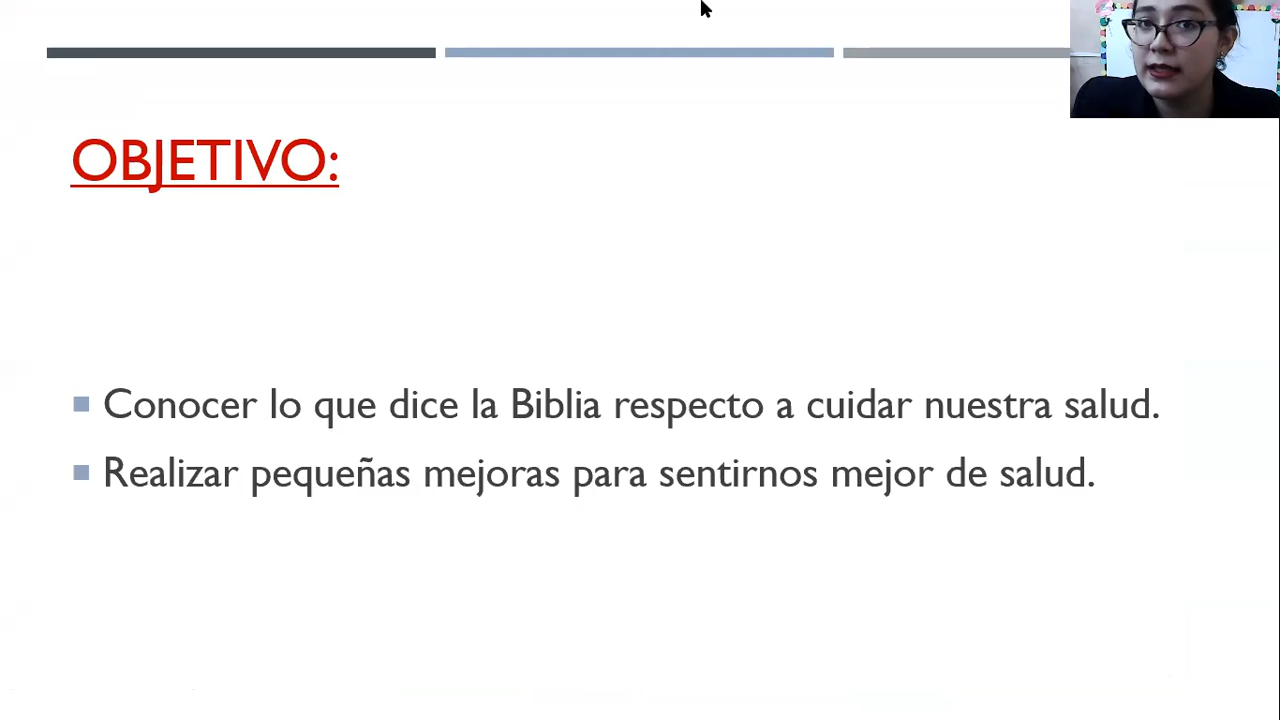 OBJETIVO:
Conocer lo que dice la Biblia respecto a cuidar nuestra salud.
Realizar pequeñas mejoras para sentirnos mejor de salud.